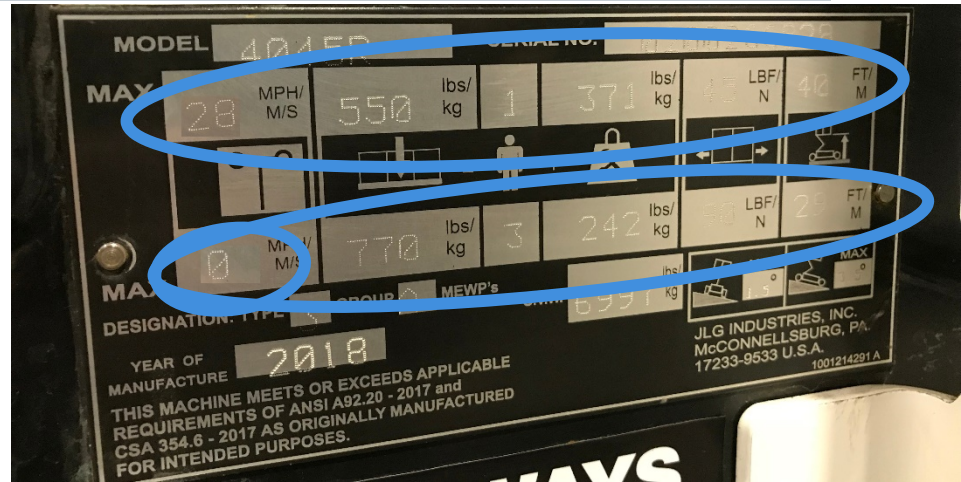 MODEL 4045R SERIAL NO.
MAX 28 MPH/ M/S 550 lbs/ kg 1 371 lbs/ kg LBF/ N 40 FT/ M
770 lbs/ kg 3 242 lbs/ kg LBF/ N FT/ M
MAX 0 MPH/ M/S
DESIGNATION: TYPE GROUP MEWP's lbs/ kg MAX
1.5°
YEAR OF
MANUFACTURE 2018
JLG INDUSTRIES, INC.
McCONNELLSBURG, PA.
17233-9533 U.S.A.
1001214291 A
THIS MACHINE MEETS OR EXCEEDS APPLICABLE
REQUIREMENTS OF ANSI A92.20 - 2017 and
CSA 354.6 - 2017 AS ORIGINALLY MANUFACTURED
FOR INTENDED PURPOSES.